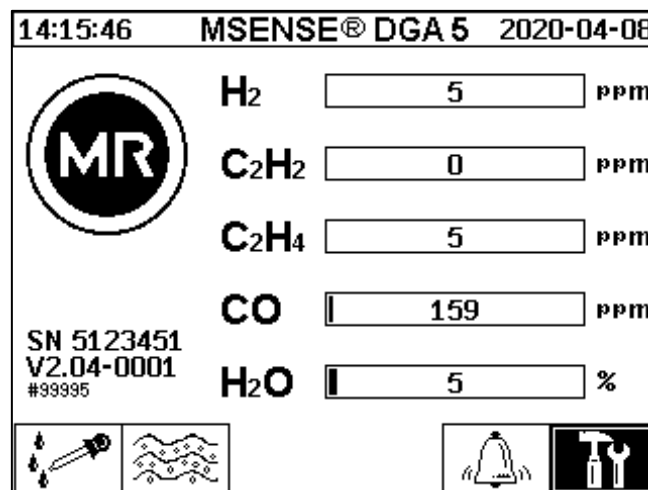 14:15:46 MSENSE® DGA 5 2020-04-08
MR
H2 5 ppm
C2H2 0 ppm
C2H4 5 ppm
CO 159 ppm
H2O 5 %
SN 5123451
V2.04-0001
#99995